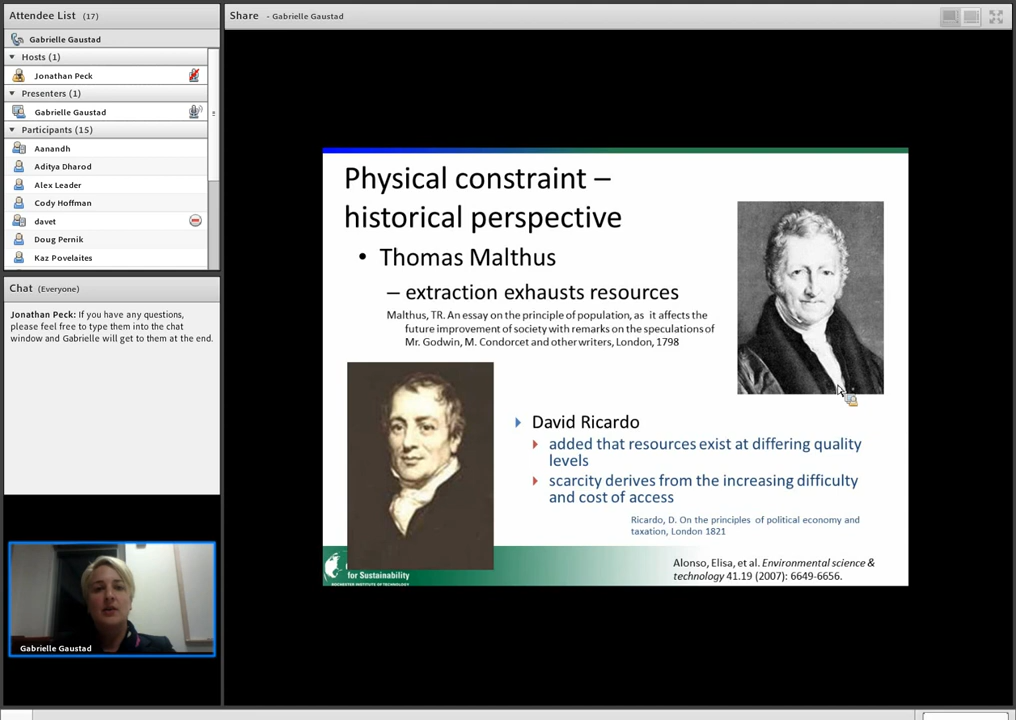 Attendee List (17)
Gabrielle Gaustad
Hosts (1)
Jonathan Peck
Presenters (1)
Gabrielle Gaustad
Participants (15)
Aanandh
Aditya Dharod
Alex Leader
Cody Hoffman
davet
Doug Pernik
Kaz Povelaites
Chat (Everyone)
Jonathan Peck: If you have any questions,
please feel free to type them into the chat
window and Gabrielle will get to them at the end.
Gabrielle Gaustad
Share - Gabrielle Gaustad
Physical constraint –
historical perspective
• Thomas Malthus
– extraction exhausts resources
Malthus, TR. An essay on the principle of population, as it affects the
future improvement of society with remarks on the speculations of
Mr. Godwin, M. Condorcet and other writers, London, 1798
David Ricardo
added that resources exist at differing quality
levels
scarcity derives from the increasing difficulty
and cost of access
Ricardo, D. On the principles of political economy and
taxation, London 1821
for Sustainability
ROCHESTER INSTITUTE OF TECHNOLOGY
Alonso, Elisa, et al. Environmental science &
technology 41.19 (2007): 6649-6656.